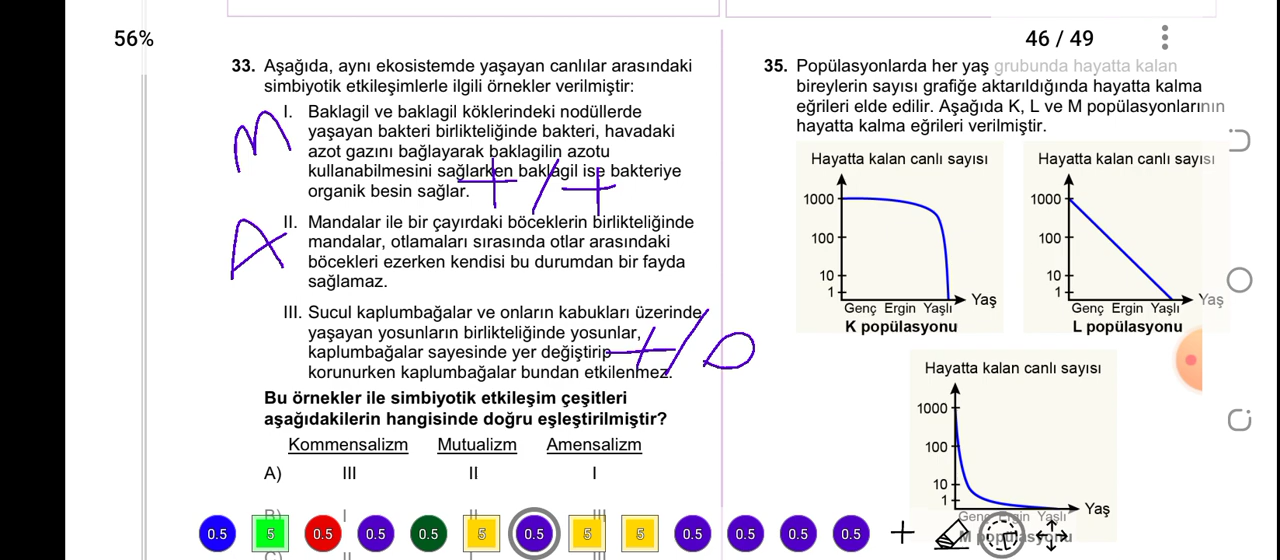 56%
46 / 49
33. Aşağıda, aynı ekosistemde yaşayan canlılar arasındaki
simbiyotik etkileşimlerle ilgili örnekler verilmiştir:
M
I. Baklagil ve baklagil köklerindeki nodüllerde
yaşayan bakteri birlikteliğinde bakteri, havadaki
azot gazını bağlayarak baklagilin azotu
kullanabilmesini sağlarken baklagil ise bakteriye
organik besin sağlar.
+/+
A
II. Mandalar ile bir çayırdaki böceklerin birlikteliğinde
mandalar, otlamaları sırasında otlar arasındaki
böcekleri ezerken kendisi bu durumdan bir fayda
sağlamaz.
III. Sucul kaplumbağalar ve onların kabukları üzerinde
yaşayan yosunların birlikteliğinde yosunlar,
kaplumbağalar sayesinde yer değiştirip
korunurken kaplumbağalar bundan etkilenmez.
+/0
Bu örnekler ile simbiyotik etkileşim çeşitleri
aşağıdakilerin hangisinde doğru eşleştirilmiştir?
Kommensalizm Mutualizm Amensalizm
A) III II I
B) I II III
C) II
35. Popülasyonlarda her yaş grubunda hayatta kalan
bireylerin sayısı grafiğe aktarıldığında hayatta kalma
eğrileri elde edilir. Aşağıda K, L ve M popülasyonlarının
hayatta kalma eğrileri verilmiştir.
Hayatta kalan canlı sayısı
1000
100
10
1
Yaş
Genç Ergin Yaşlı
K popülasyonu
Hayatta kalan canlı sayısı
1000
100
10
1
Yaş
Genç Ergin Yaşlı
L popülasyonu
Hayatta kalan canlı sayısı
1000
100
10
1
Yaş
Genç Ergin Yaşlı
M popülasyonu
0.5 5 0.5 0.5 0.5 5 0.5 5 5 0.5 0.5 0.5 0.5